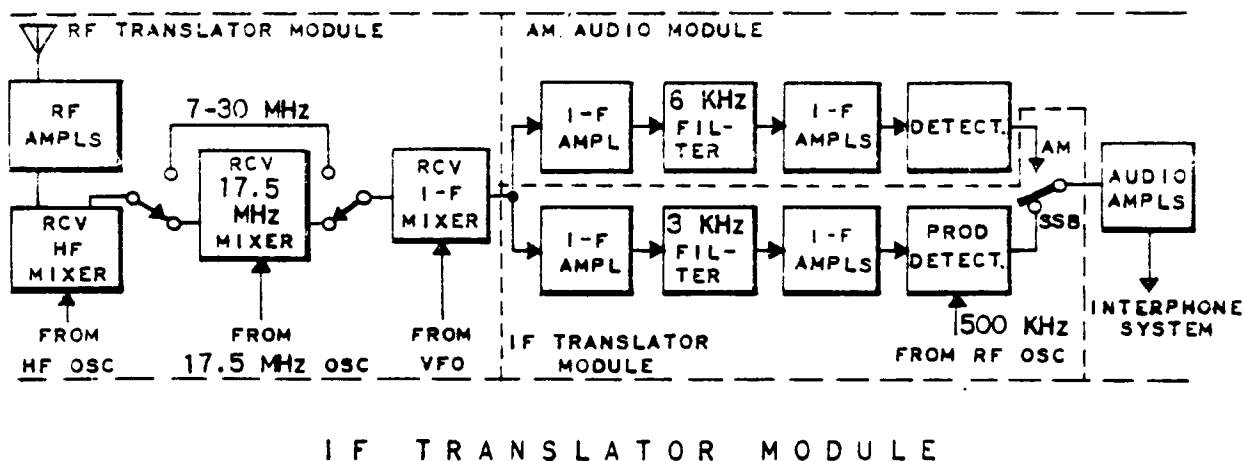 RF TRANSLATOR MODULE
AM AUDIO MODULE
RF
AMPLS
7-30 MHz
RCV
HF
MIXER
RCV
17.5
MHz
MIXER
RCV
I-F
MIXER
I-F
AMPL
6 KHz
FIL-
TER
I-F
AMPLS
DETECT.
AM
I-F
AMPL
3 KHz
FIL-
TER
I-F
AMPLS
PROD
DETECT.
SSB
AUDIO
AMPLS
FROM
HF OSC
FROM
17.5 MHz OSC
FROM
VFO
IF TRANSLATOR
MODULE
500 KHz
FROM RF OSC
INTERPHONE
SYSTEM
IF TRANSLATOR MODULE